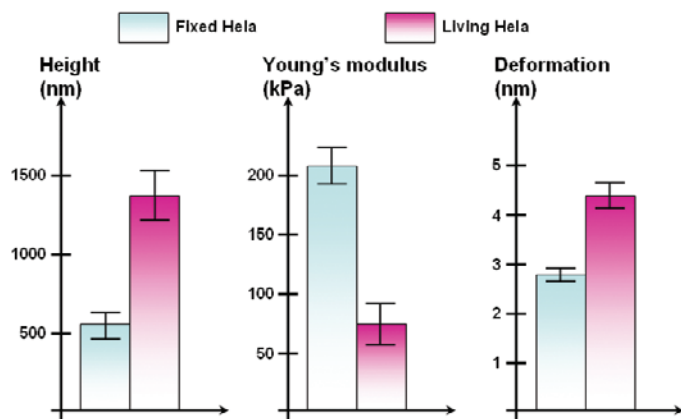 Fixed Hela
Living Hela
Height
(nm)
1500
1000
500
Young's modulus
(kPa)
200
150
100
50
Deformation
(nm)
5
4
3
2
1